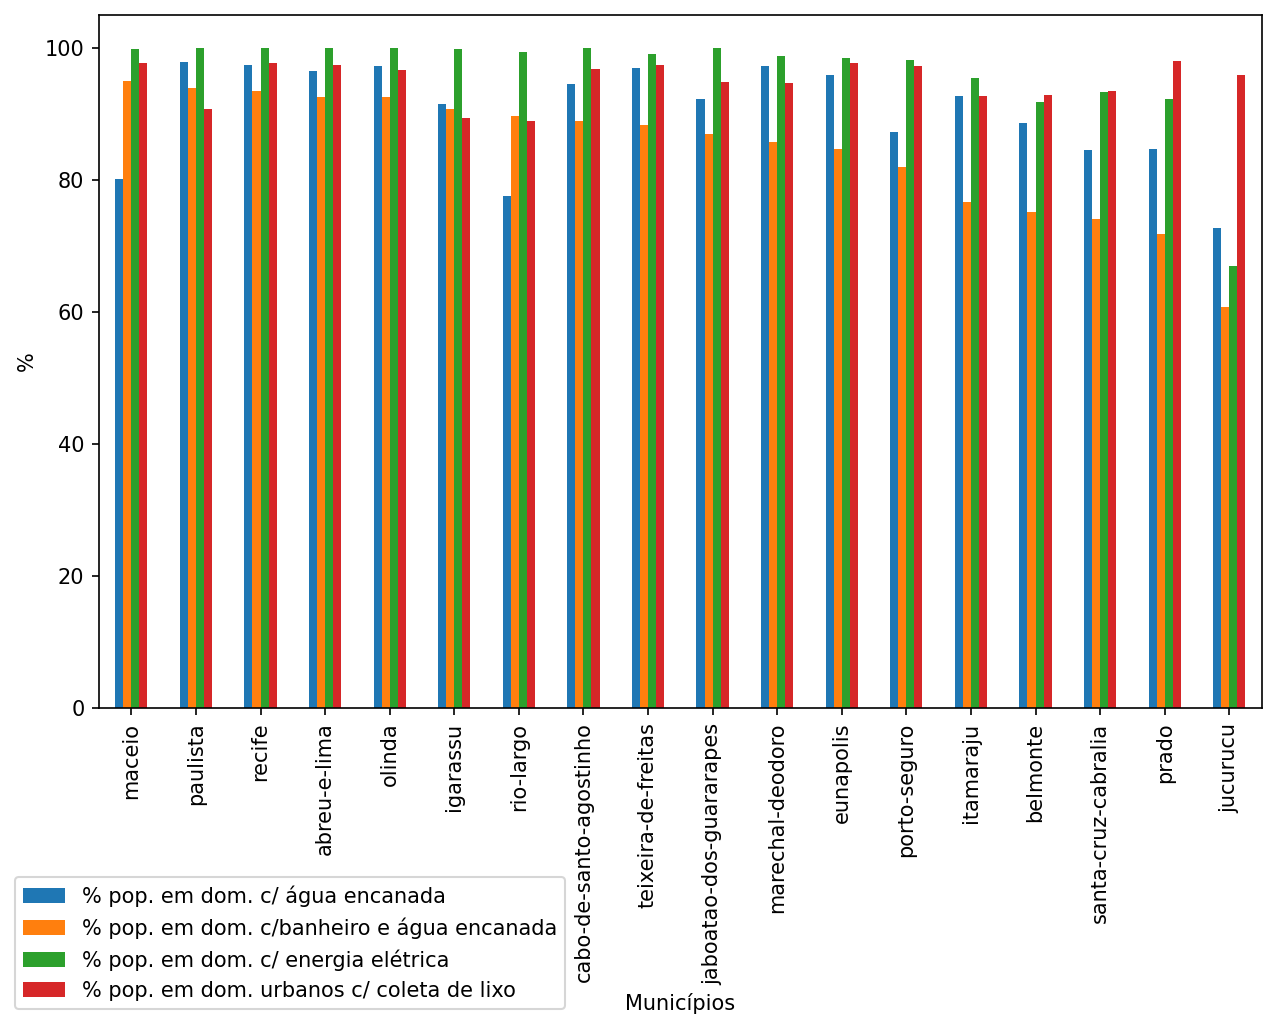 100
80
60
40
20
0
%
maceio
paulista
recife
abreu-e-lima
olinda
igarassu
rio-largo
cabo-de-santo-agostinho
teixeira-de-freitas
jaboatao-dos-guararapes
marechal-deodoro
eunapolis
porto-seguro
itamaraju
belmonte
santa-cruz-cabralia
prado
jucurucu
% pop. em dom. c/ água encanada
% pop. em dom. c/banheiro e água encanada
% pop. em dom. c/ energia elétrica
% pop. em dom. urbanos c/ coleta de lixo
Municípios